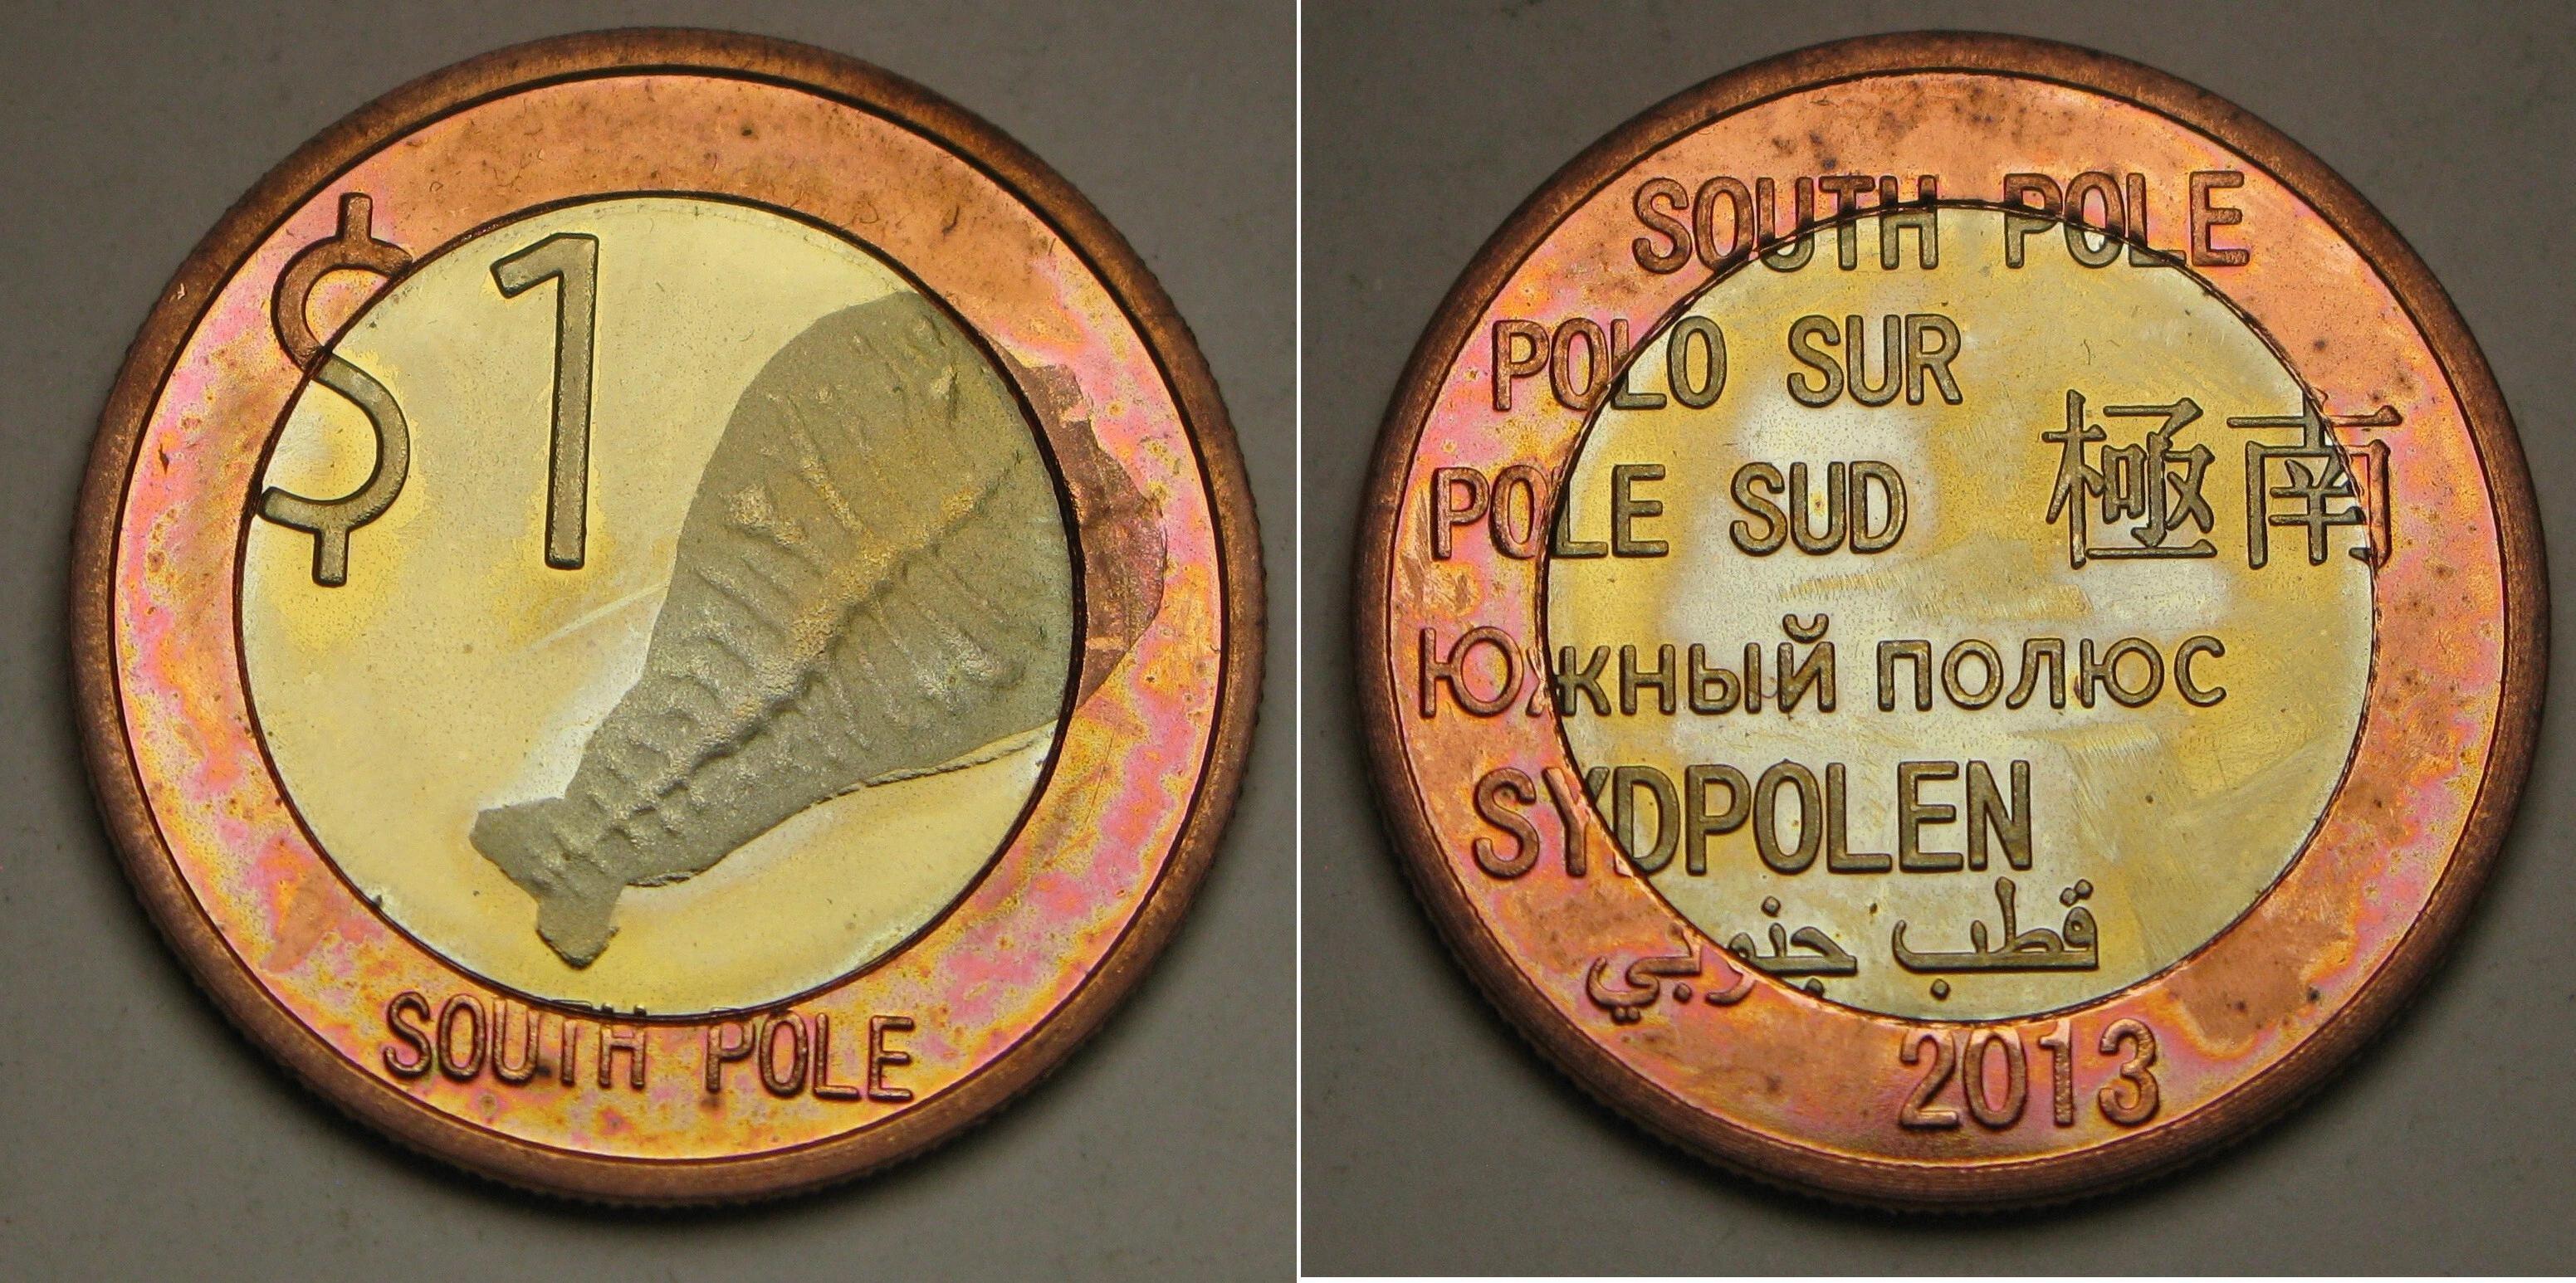 $1
SOUTH POLE
SOUTH POLE
POLO SUR
POLE SUD
極南
Южный полюс
SYDPOLEN
قطب جنوبي
2013